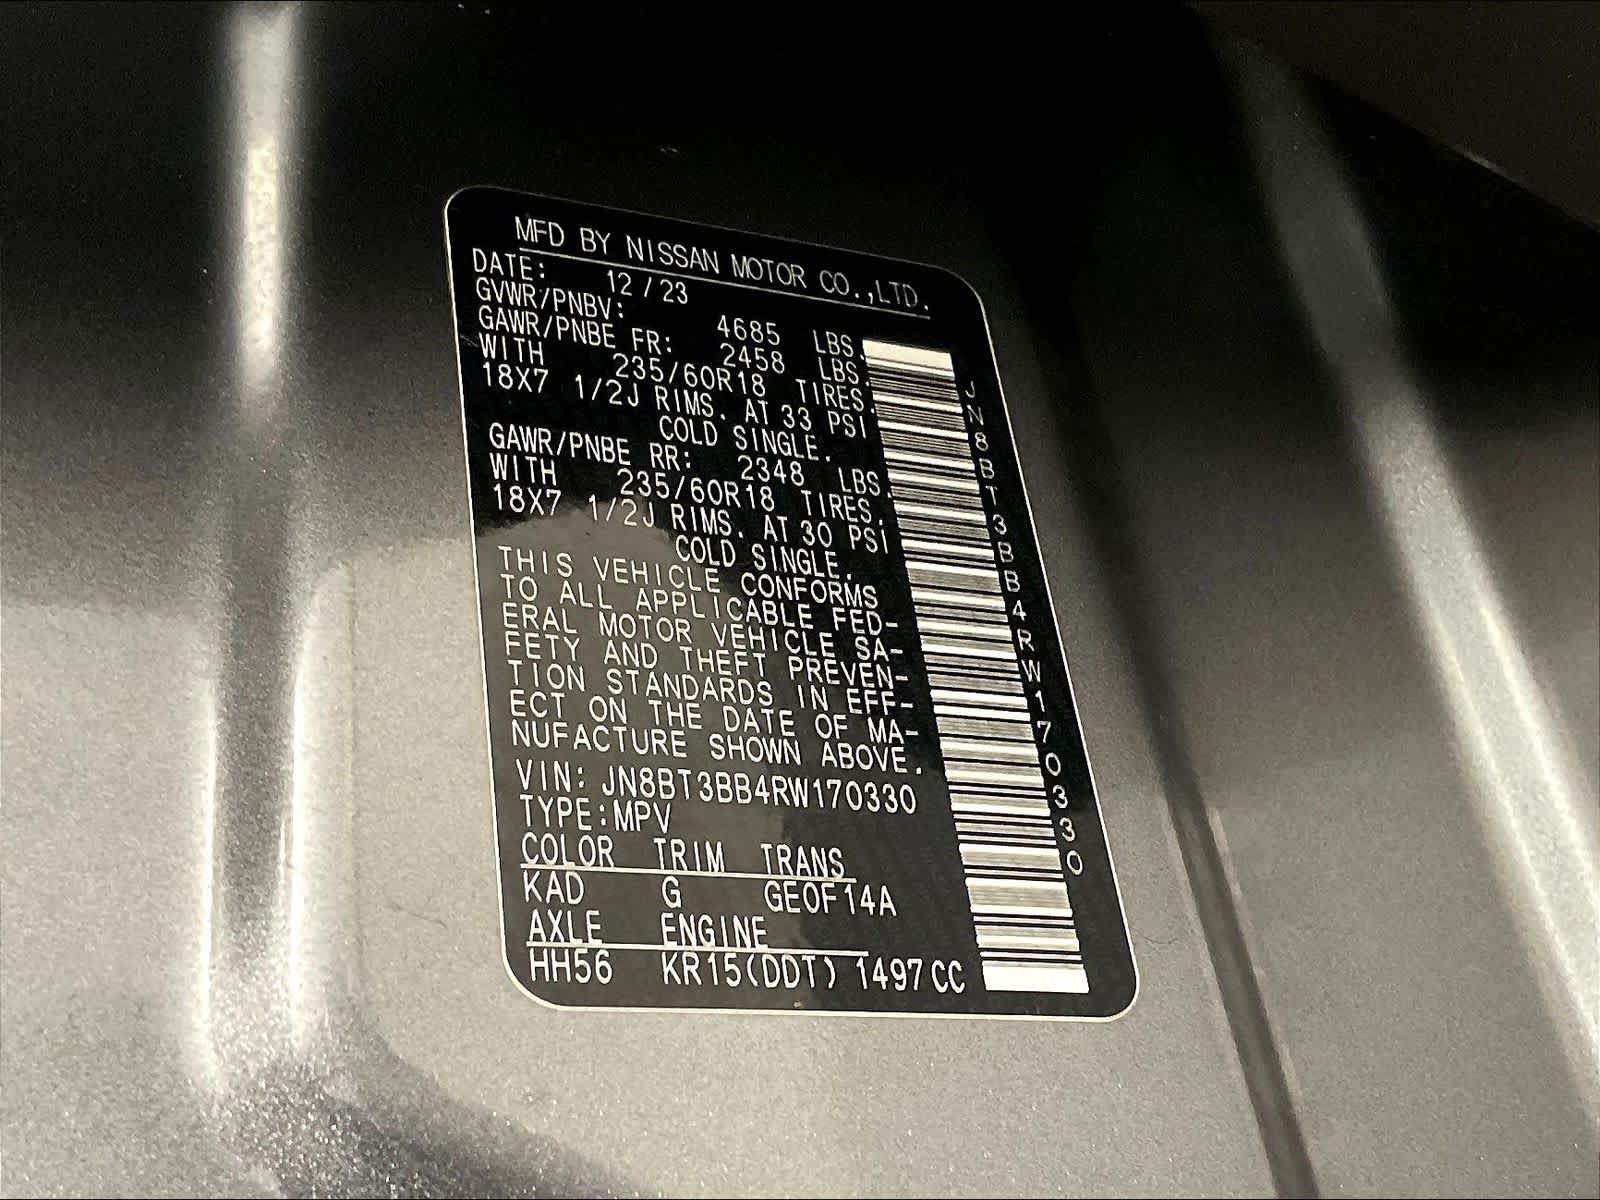 MFD BY NISSAN MOTOR CO.,LTD.
DATE: 12/23
GVWR/PNBV: 4685 LBS.
GAWR/PNBE FR: 2458 LBS.
WITH 235/60R18 TIRES.
18X7 1/2J RIMS. AT 33 PSI
COLD SINGLE.
GAWR/PNBE RR: 2348 LBS.
WITH 235/60R18 TIRES.
18X7 1/2J RIMS. AT 30 PSI
COLD SINGLE.
THIS VEHICLE CONFORMS
TO ALL APPLICABLE FED-
ERAL MOTOR VEHICLE SA-
FETY AND THEFT PREVEN-
TION STANDARDS IN EFF-
ECT ON THE DATE OF MA-
NUFACTURE SHOWN ABOVE.
VIN: JN8BT3BB4RW170330
TYPE:MPV
COLOR TRIM TRANS
KAD G GE0F14A
AXLE ENGINE
HH56 KR15(DDT) 1497CC
JN8BT3BB4RW170330